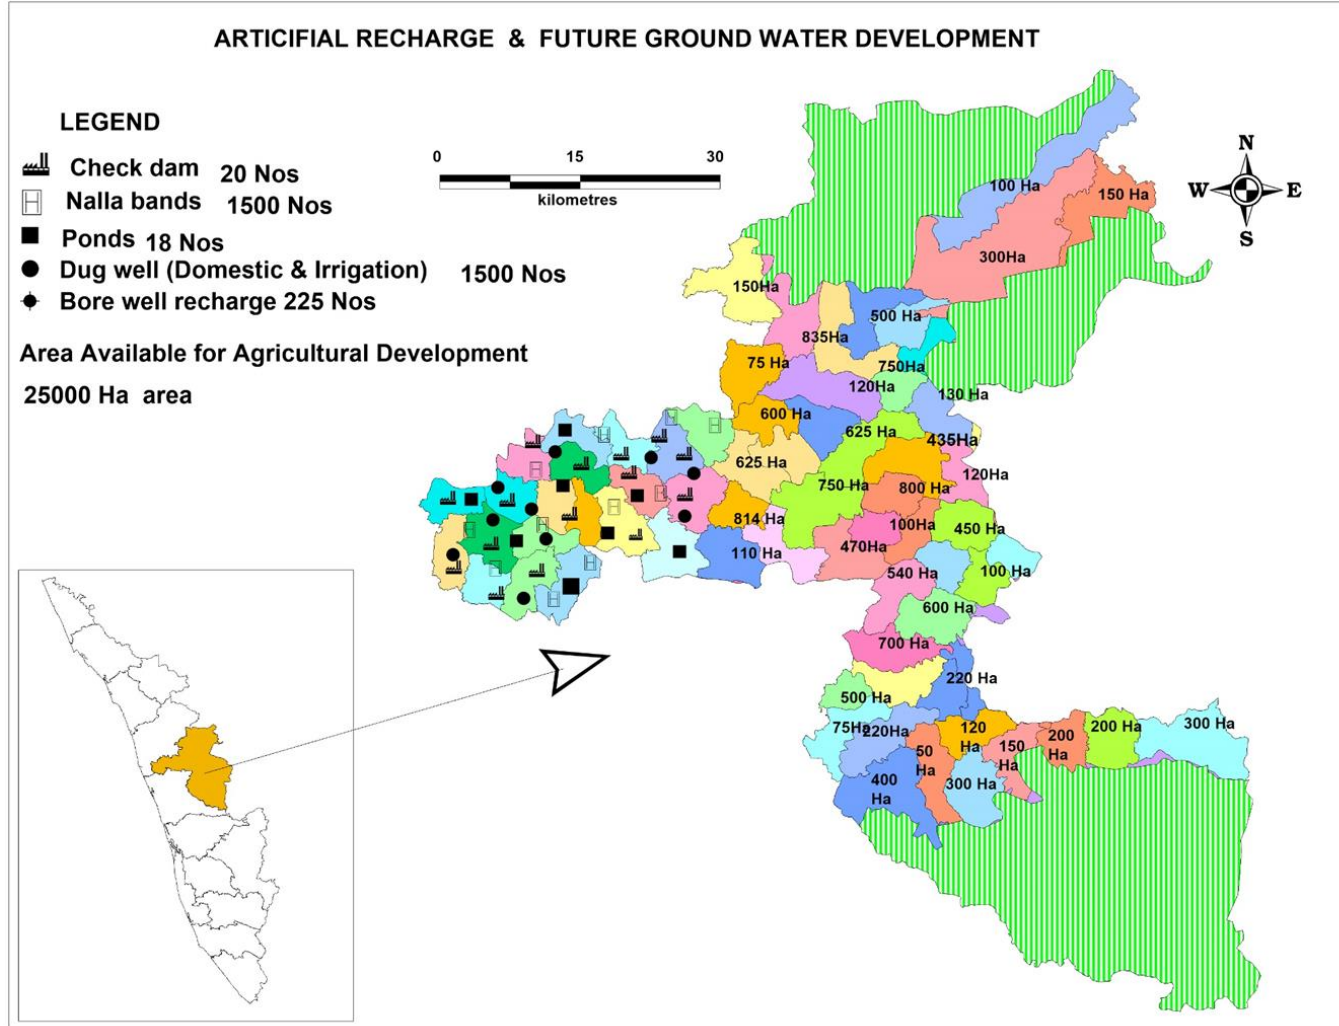 ARTICIFIAL RECHARGE & FUTURE GROUND WATER DEVELOPMENT
LEGEND
Check dam 20 Nos
Nalla bands 1500 Nos
Ponds 18 Nos
Dug well (Domestic & Irrigation) 1500 Nos
Bore well recharge 225 Nos
Area Available for Agricultural Development
25000 Ha area
0 15 30
kilometres
N
W E
S
100 Ha
150 Ha
300Ha
150Ha
500 Ha
835Ha
75 Ha
750Ha
120Ha
130 Ha
600 Ha
625 Ha
435Ha
625 Ha
120Ha
750 Ha
800 Ha
814 Ha
100Ha
450 Ha
110 Ha
470Ha
540 Ha
100 Ha
600 Ha
700 Ha
220 Ha
500 Ha
75Ha
220Ha
120
Ha
200
Ha
200 Ha
300 Ha
50
Ha
150
Ha
400
Ha
300 Ha